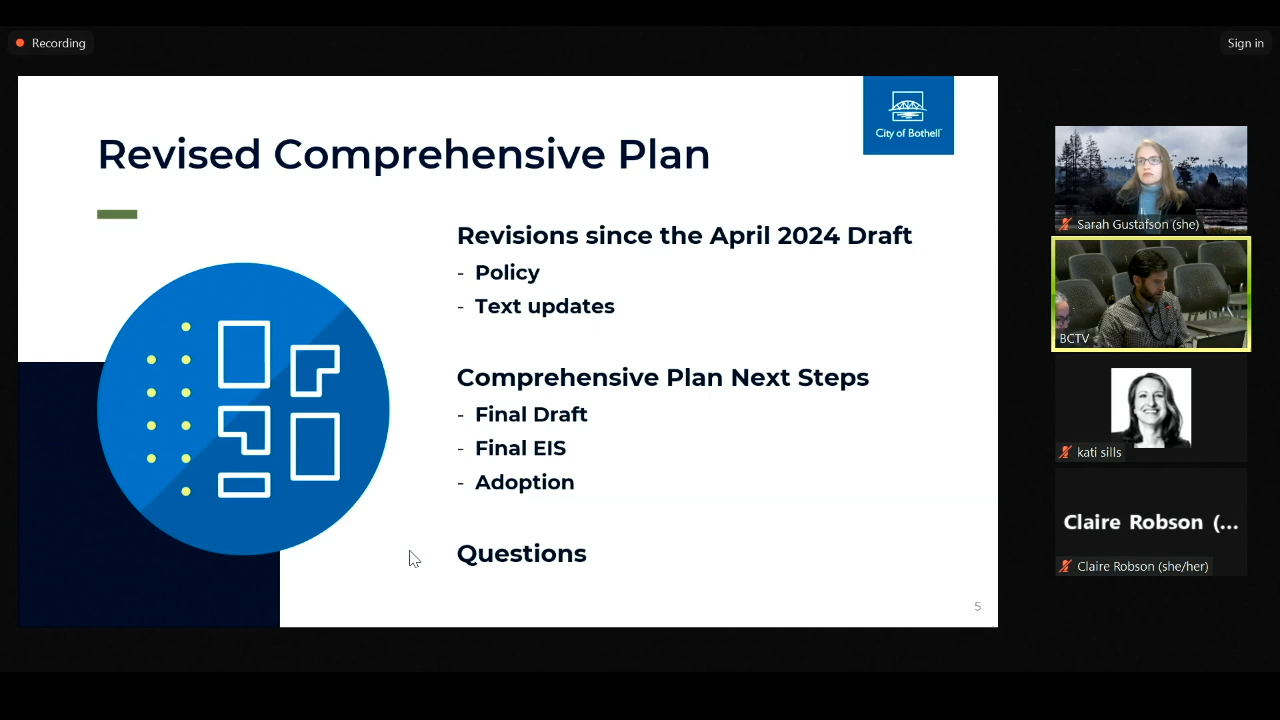 Recording
Sign in
City of Bothell
Revised Comprehensive Plan
Revisions since the April 2024 Draft
- Policy
- Text updates
Comprehensive Plan Next Steps
- Final Draft
- Final EIS
- Adoption
Questions
5
Sarah Gustafson (she)
BCTV
kati sills
Claire Robson (...
Claire Robson (she/her)